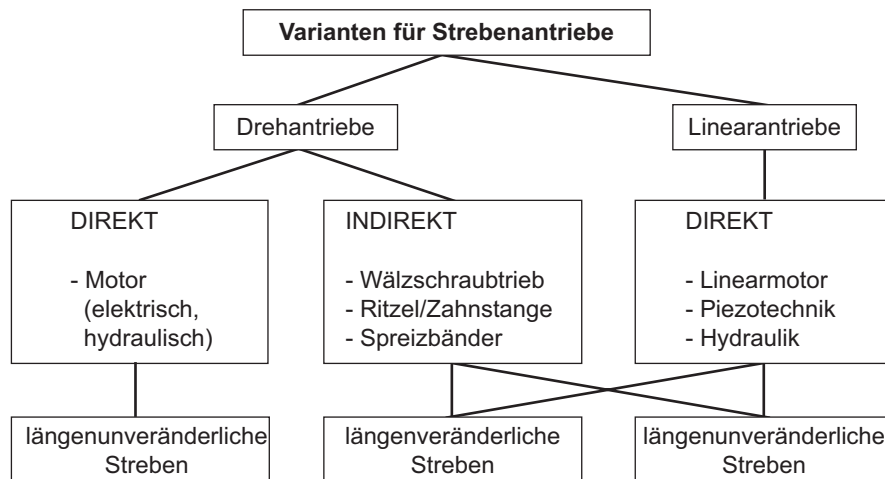 Varianten für Strebenantriebe
Drehantriebe
Linearantriebe
DIREKT
- Motor
(elektrisch,
hydraulisch)
INDIREKT
- Wälzschraubtrieb
- Ritzel/Zahnstange
- Spreizbänder
DIREKT
- Linearmotor
- Piezotechnik
- Hydraulik
längenunveränderliche
Streben
längenveränderliche
Streben
längenunveränderliche
Streben